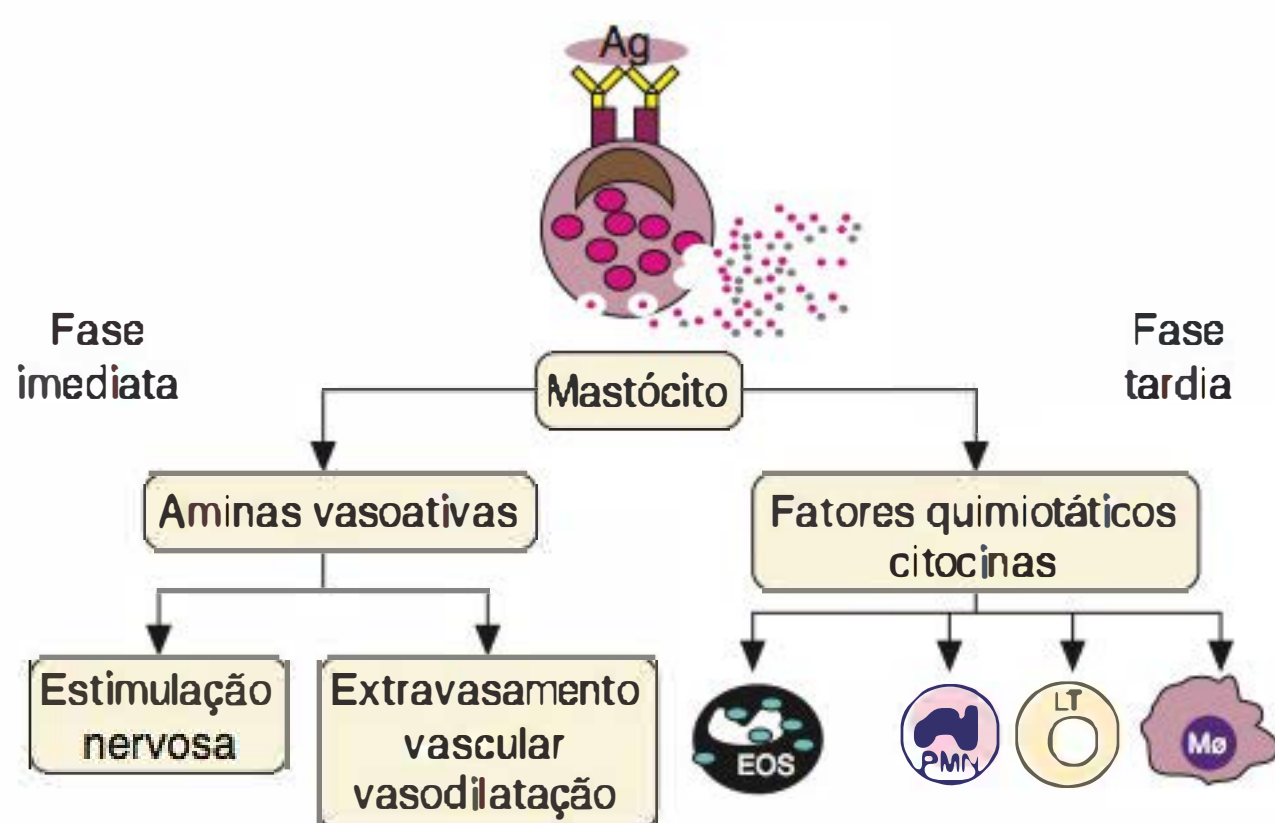 Ag
Fase
imediata
Fase
tardia
Mastócito
Aminas vasoativas
Fatores quimiotáticos
citocinas
Estimulação
nervosa
Extravasamento
vascular
vasodilatação
EOS
PMN
LT
Mø